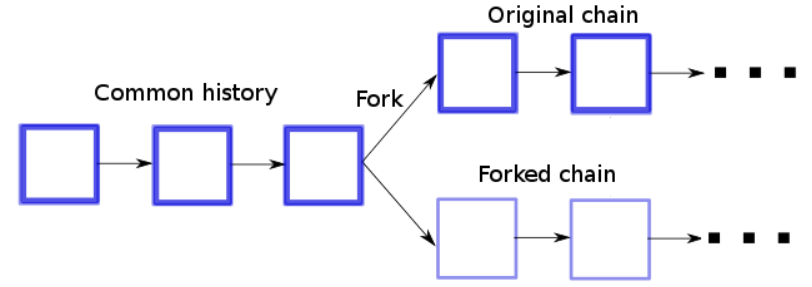 Original chain
Common history
Fork
Forked chain